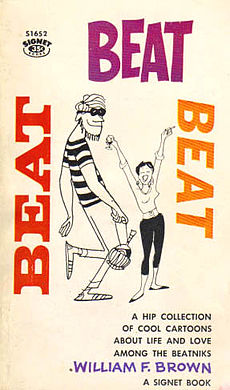 S1652
SIGNET
35¢
BOOKS
BEAT
BEAT
BEAT
A HIP COLLECTION
OF COOL CARTOONS
ABOUT LIFE AND LOVE
AMONG THE BEATNIKS
WILLIAM F. BROWN
A SIGNET BOOK